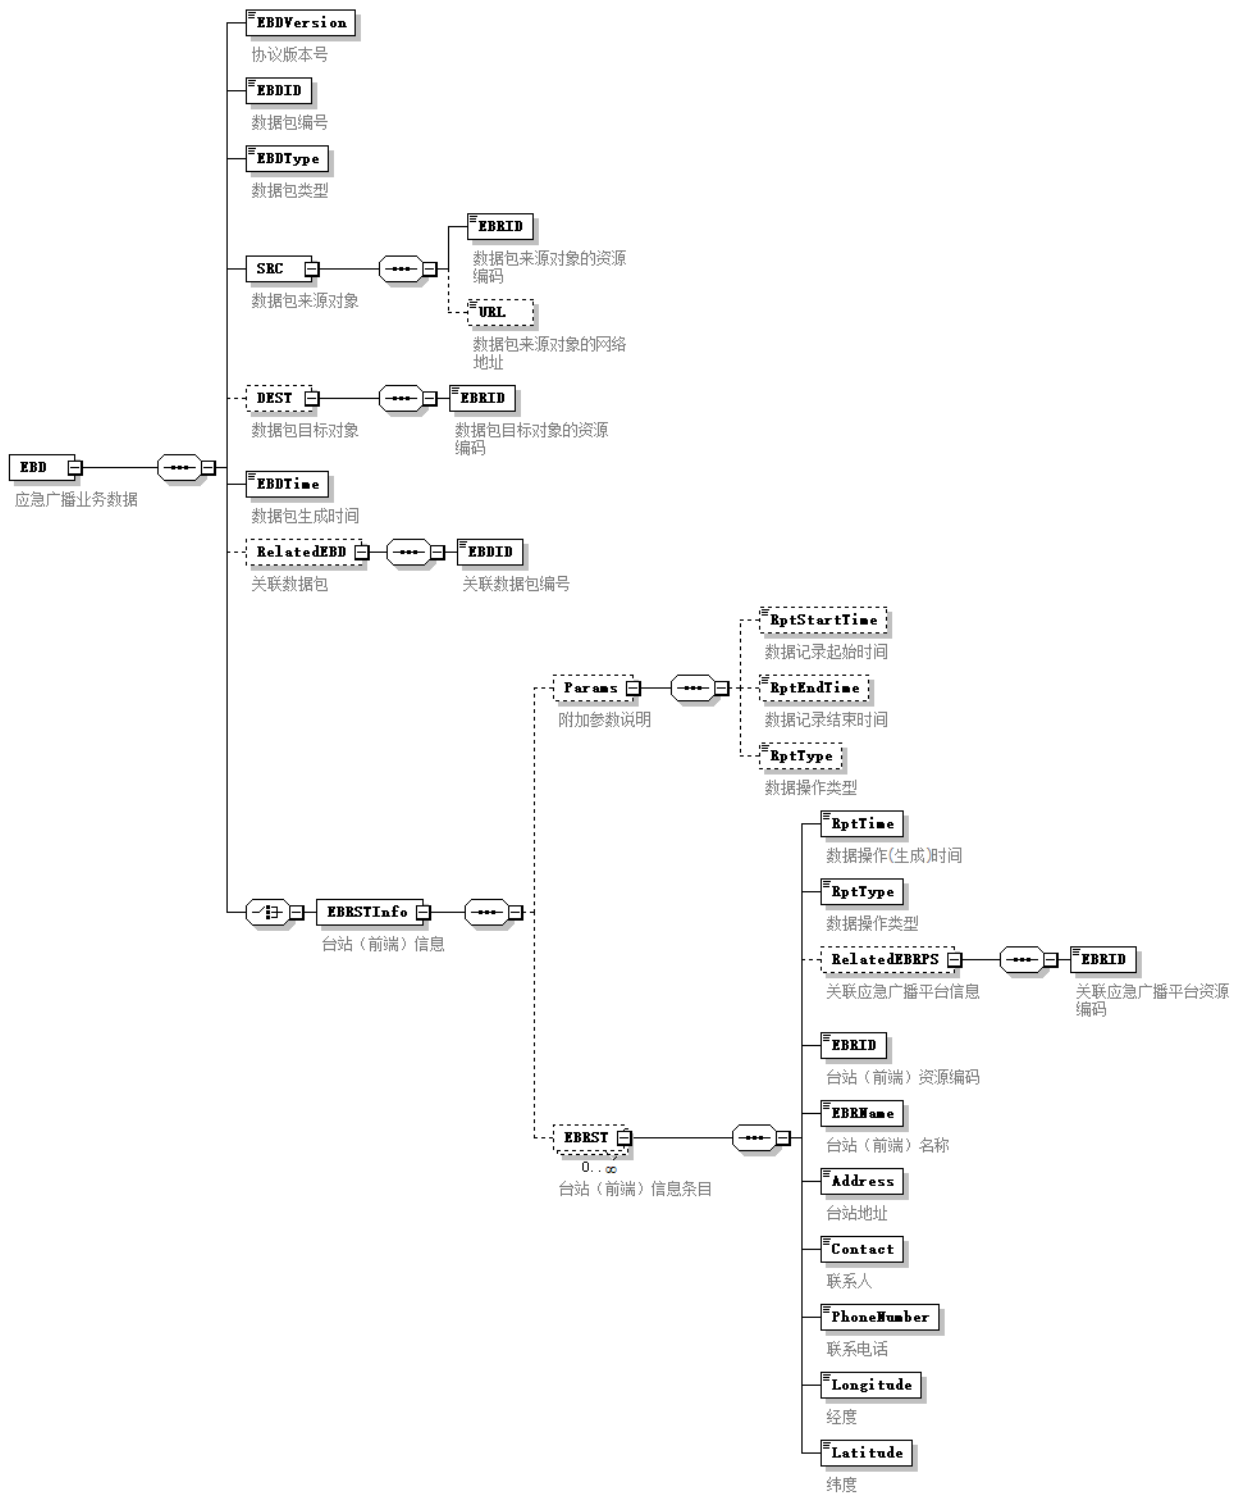 EBDVersion
协议版本号
EBDID
数据包编号
EBDType
数据包类型
EBRID
数据包来源对象的资源
编码
SRC
数据包来源对象
URL
数据包来源对象的网络
地址
DEST
数据包目标对象
EBRID
数据包目标对象的资源
编码
EBD
应急广播业务数据
EBDTime
数据包生成时间
RelatedEBD
关联数据包
EBDID
关联数据包编号
RptStartTime
数据记录起始时间
Params
附加参数说明
RptEndTime
数据记录结束时间
RptType
数据操作类型
RptTime
数据操作(生成)时间
RptType
数据操作类型
EBRSTInfo
台站（前端）信息
RelatedEBRPS
关联应急广播平台信息
EBRID
关联应急广播平台资源
编码
EBRID
台站（前端）资源编码
EBRName
台站（前端）名称
EBRST
0..∞
台站（前端）信息条目
Address
台站地址
Contact
联系人
PhoneNumber
联系电话
Longitude
经度
Latitude
纬度